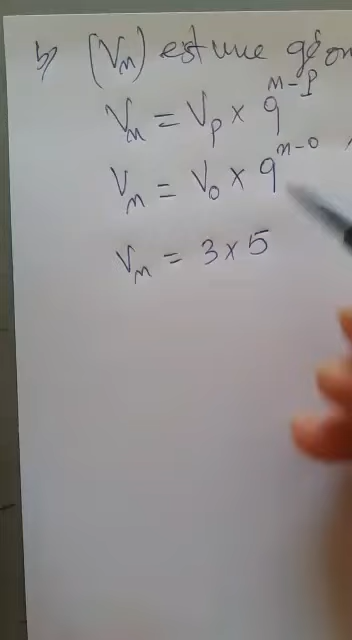 b) (Vn) est une géom
Vn = Vp × q^n-p
Vn = V0 × q^n-0
Vn = 3 × 5